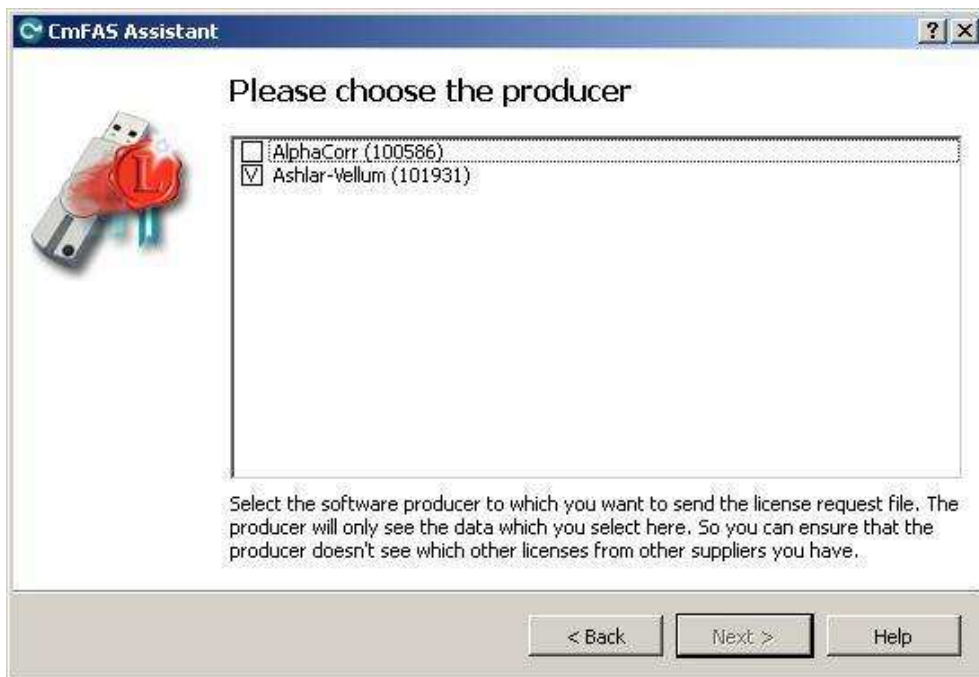 CmFAS Assistant
Please choose the producer
AlphaCorr (100586)
Ashlar-Vellum (101931)
Select the software producer to which you want to send the license request file. The
producer will only see the data which you select here. So you can ensure that the
producer doesn't see which other licenses from other suppliers you have.
< Back
Next >
Help
L